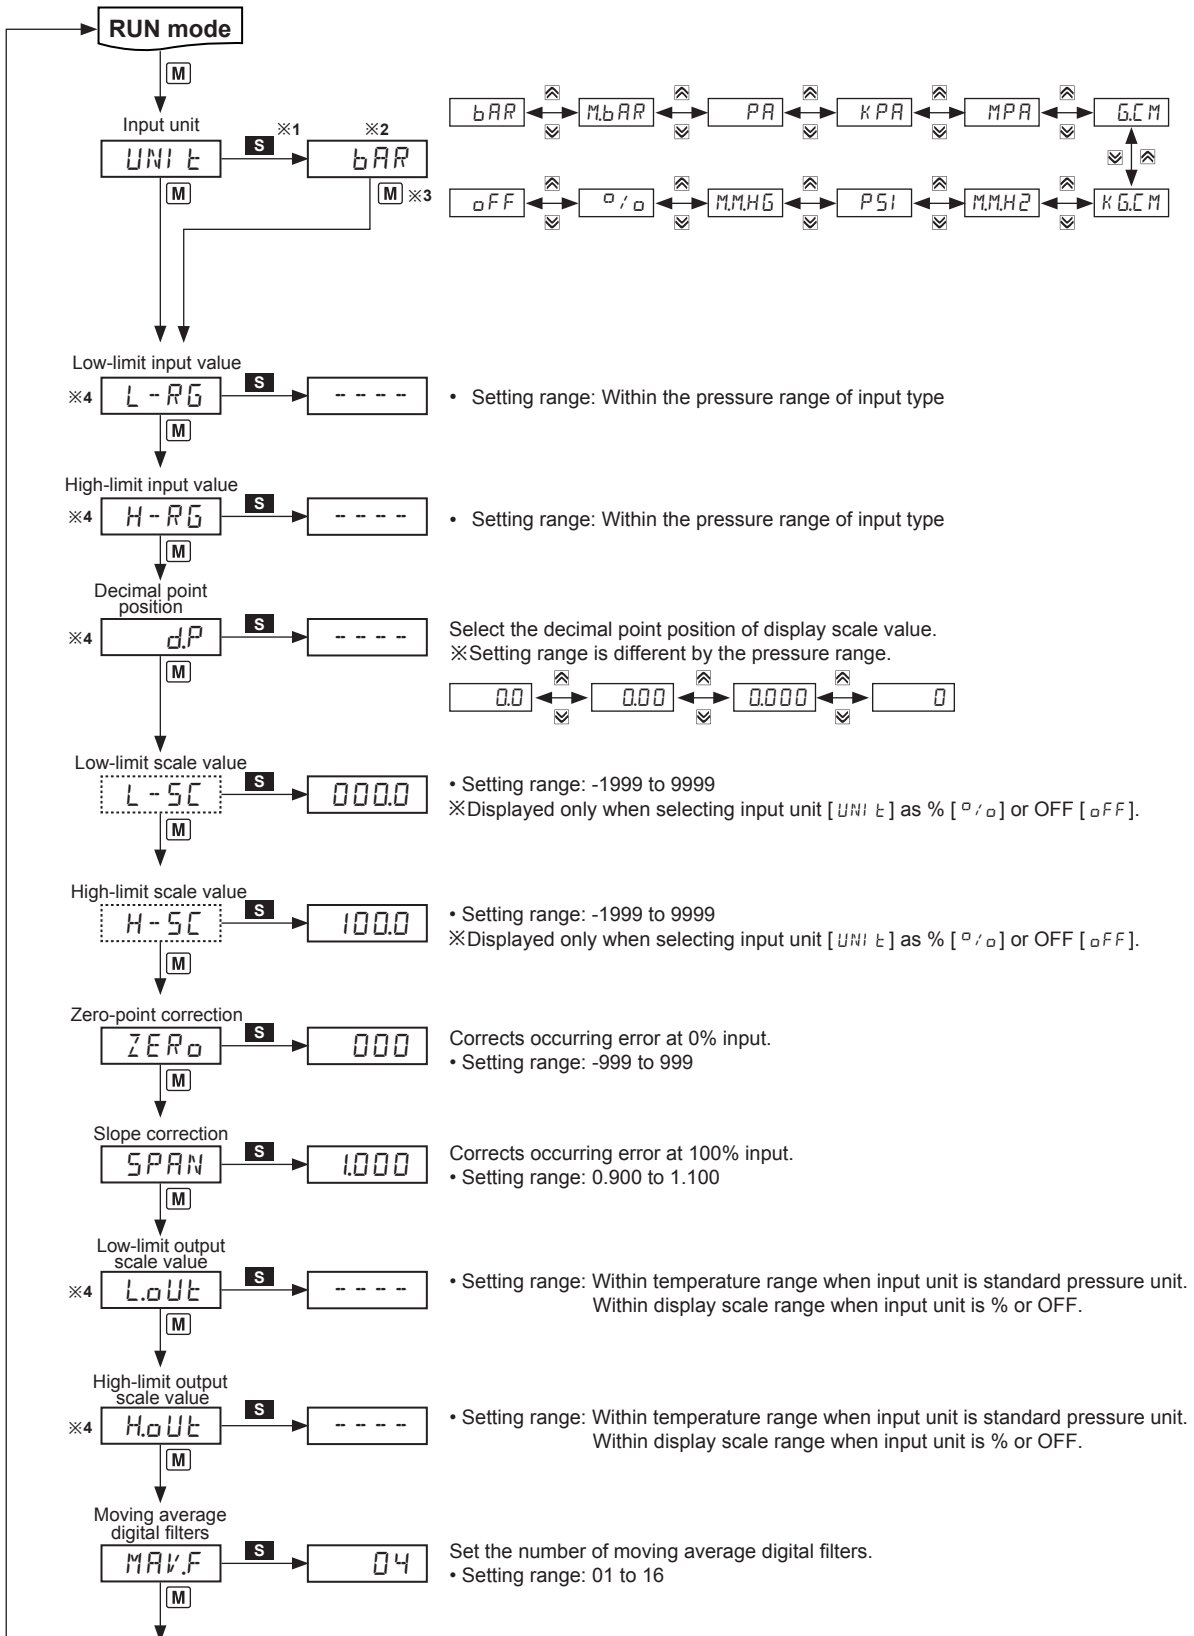 RUN mode
M
Input unit
UNIt S ※1 ※2 bAR
M M ※3
bAR M.bAR PA KPA MPA G.CM
oFF o/o M.M.HG PSI M.M.H2 KG.CM
Low-limit input value
※4 L-RG S ---- • Setting range: Within the pressure range of input type
M
High-limit input value
※4 H-RG S ---- • Setting range: Within the pressure range of input type
M
Decimal point
position
※4 d.P S ---- Select the decimal point position of display scale value.
※Setting range is different by the pressure range.
M
0.0 0.00 0.000 0
Low-limit scale value
L-SC S 000.0 • Setting range: -1999 to 9999
※Displayed only when selecting input unit [UNIt] as % [o/o] or OFF [oFF].
M
High-limit scale value
H-SC S 100.0 • Setting range: -1999 to 9999
※Displayed only when selecting input unit [UNIt] as % [o/o] or OFF [oFF].
M
Zero-point correction
ZERo S 000 Corrects occurring error at 0% input.
• Setting range: -999 to 999
M
Slope correction
SPAN S 1.000 Corrects occurring error at 100% input.
• Setting range: 0.900 to 1.100
M
Low-limit output
scale value
※4 L.oUt S ---- • Setting range: Within temperature range when input unit is standard pressure unit.
Within display scale range when input unit is % or OFF.
M
High-limit output
scale value
※4 H.oUt S ---- • Setting range: Within temperature range when input unit is standard pressure unit.
Within display scale range when input unit is % or OFF.
M
Moving average
digital filters
MAV.F S 04 Set the number of moving average digital filters.
• Setting range: 01 to 16
M